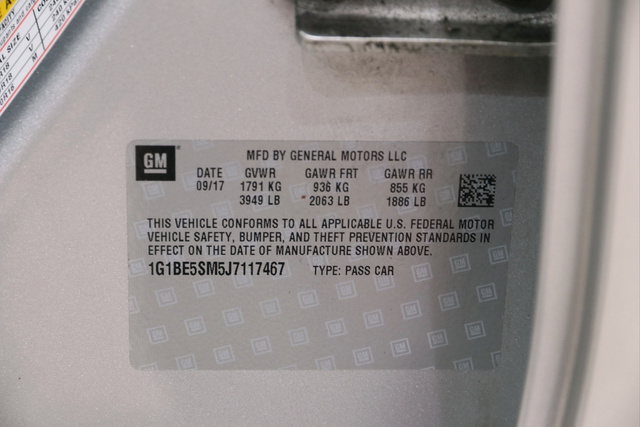 GM
MFD BY GENERAL MOTORS LLC
DATE GVWR GAWR FRT GAWR RR
09/17 1791 KG 936 KG 855 KG
3949 LB 2063 LB 1886 LB
THIS VEHICLE CONFORMS TO ALL APPLICABLE U.S. FEDERAL MOTOR
VEHICLE SAFETY, BUMPER, AND THEFT PREVENTION STANDARDS IN
EFFECT ON THE DATE OF MANUFACTURE SHOWN ABOVE.
1G1BE5SM5J7117467 TYPE: PASS CAR